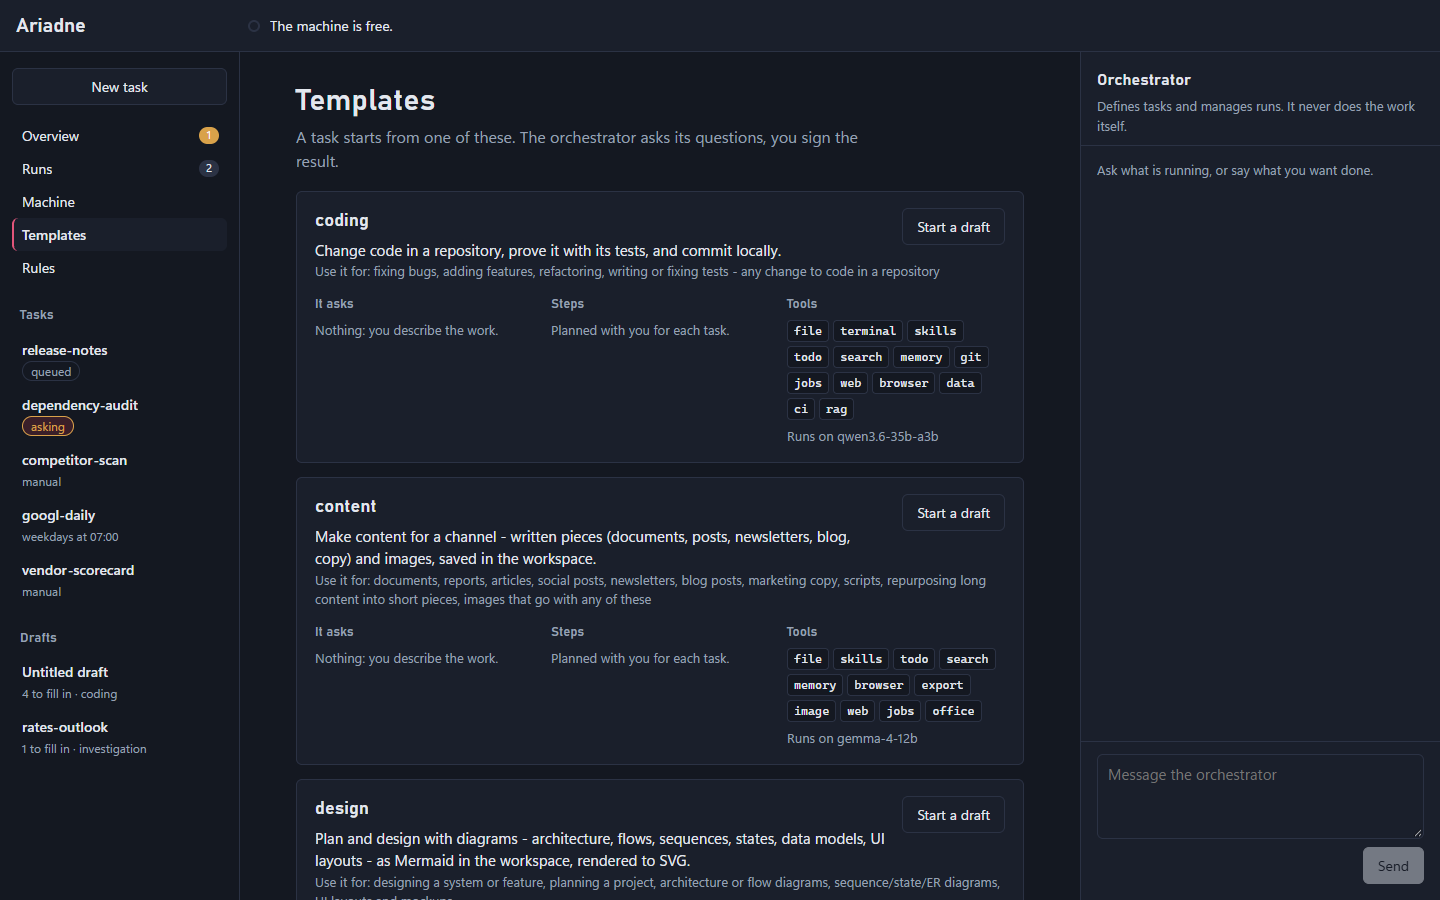 Ariadne
The machine is free.
New task
Overview 1
Runs 2
Machine
Templates
Rules
Tasks
release-notes
queued
dependency-audit
asking
competitor-scan
manual
googl-daily
weekdays at 07:00
vendor-scorecard
manual
Drafts
Untitled draft
4 to fill in · coding
rates-outlook
1 to fill in · investigation
Templates
A task starts from one of these. The orchestrator asks its questions, you sign the
result.
coding
Start a draft
Change code in a repository, prove it with its tests, and commit locally.
Use it for: fixing bugs, adding features, refactoring, writing or fixing tests - any change to code in a repository
It asks
Nothing: you describe the work.
Steps
Planned with you for each task.
Tools
file terminal skills
todo search memory git
jobs web browser data
ci rag
Runs on qwen3.6-35b-a3b
content
Start a draft
Make content for a channel - written pieces (documents, posts, newsletters, blog,
copy) and images, saved in the workspace.
Use it for: documents, reports, articles, social posts, newsletters, blog posts, marketing copy, scripts, repurposing long
content into short pieces, images that go with any of these
It asks
Nothing: you describe the work.
Steps
Planned with you for each task.
Tools
file skills todo search
memory browser export
image web jobs office
Runs on gemma-4-12b
design
Start a draft
Plan and design with diagrams - architecture, flows, sequences, states, data models, UI
layouts - as Mermaid in the workspace, rendered to SVG.
Use it for: designing a system or feature, planning a project, architecture or flow diagrams, sequence/state/ER diagrams,
Orchestrator
Defines tasks and manages runs. It never does the work
itself.
Ask what is running, or say what you want done.
Message the orchestrator
Send